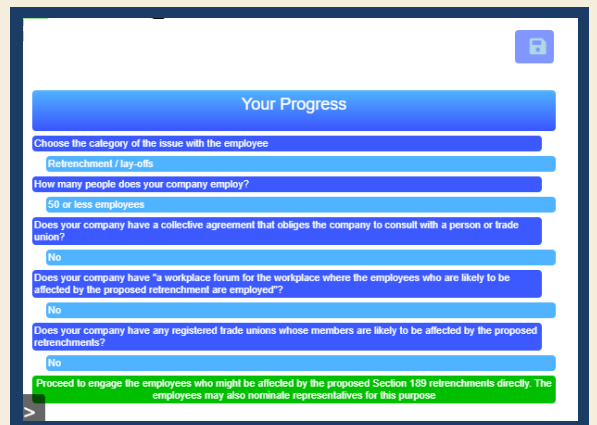 Your Progress
Choose the category of the issue with the employee
Retrenchment / lay-offs
How many people does your company employ?
50 or less employees
Does your company have a collective agreement that obliges the company to consult with a person or trade
union?
No
Does your company have "a workplace forum for the workplace where the employees who are likely to be
affected by the proposed retrenchment are employed"?
No
Does your company have any registered trade unions whose members are likely to be affected by the proposed
retrenchments?
No
Proceed to engage the employees who might be affected by the proposed Section 189 retrenchments directly. The
employees may also nominate representatives for this purpose
>